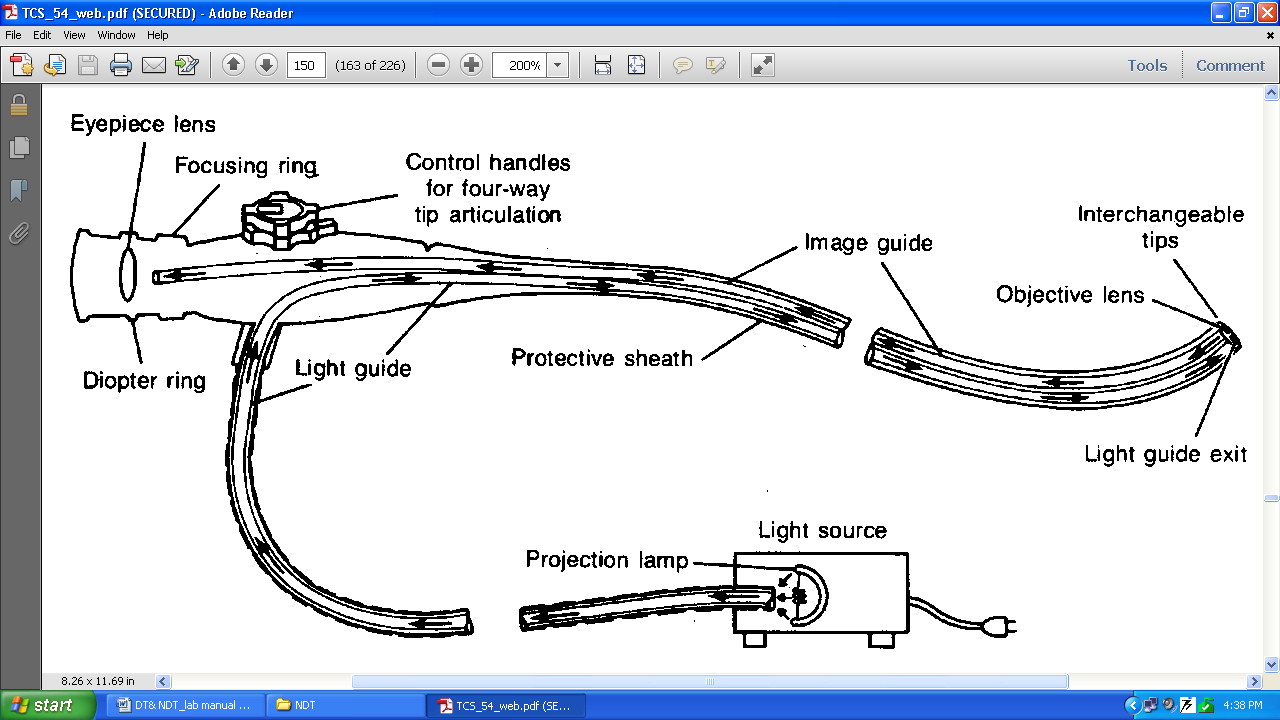 TCS_54_web.pdf (SECURED) - Adobe Reader
File Edit View Window Help
150 (163 of 226) 200% Tools Comment
Eyepiece lens
Focusing ring
Control handles
for four-way
tip articulation
Intercheable
tips
Image guide
Objective lens
Protective sheath
Light guide
Diopter ring
Light guide exit
Light source
Projection lamp
8.26 x 11.69 in
start DT& NDT_lab manual ... NDT TCS_54_web.pdf (SE... 4:38 PM